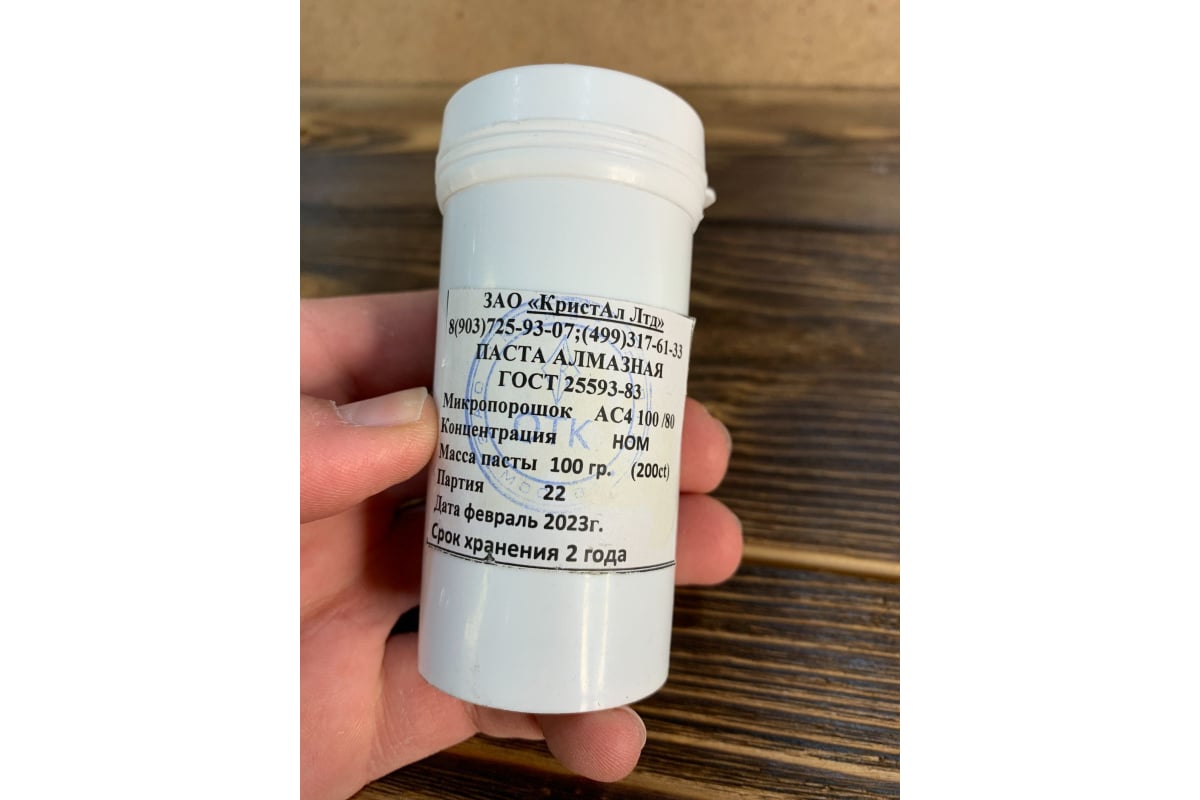 ЗАО «КристАл Лтд»
8(903)725-93-07;(499)317-61-33
ПАСТА АЛМАЗНАЯ
ГОСТ 25593-83
Микропорошок АС4 100 /80
Концентрация НОМ
Масса пасты 100 гр. (200ct)
Партия 22
Дата февраль 2023г.
Срок хранения 2 года
ОТК